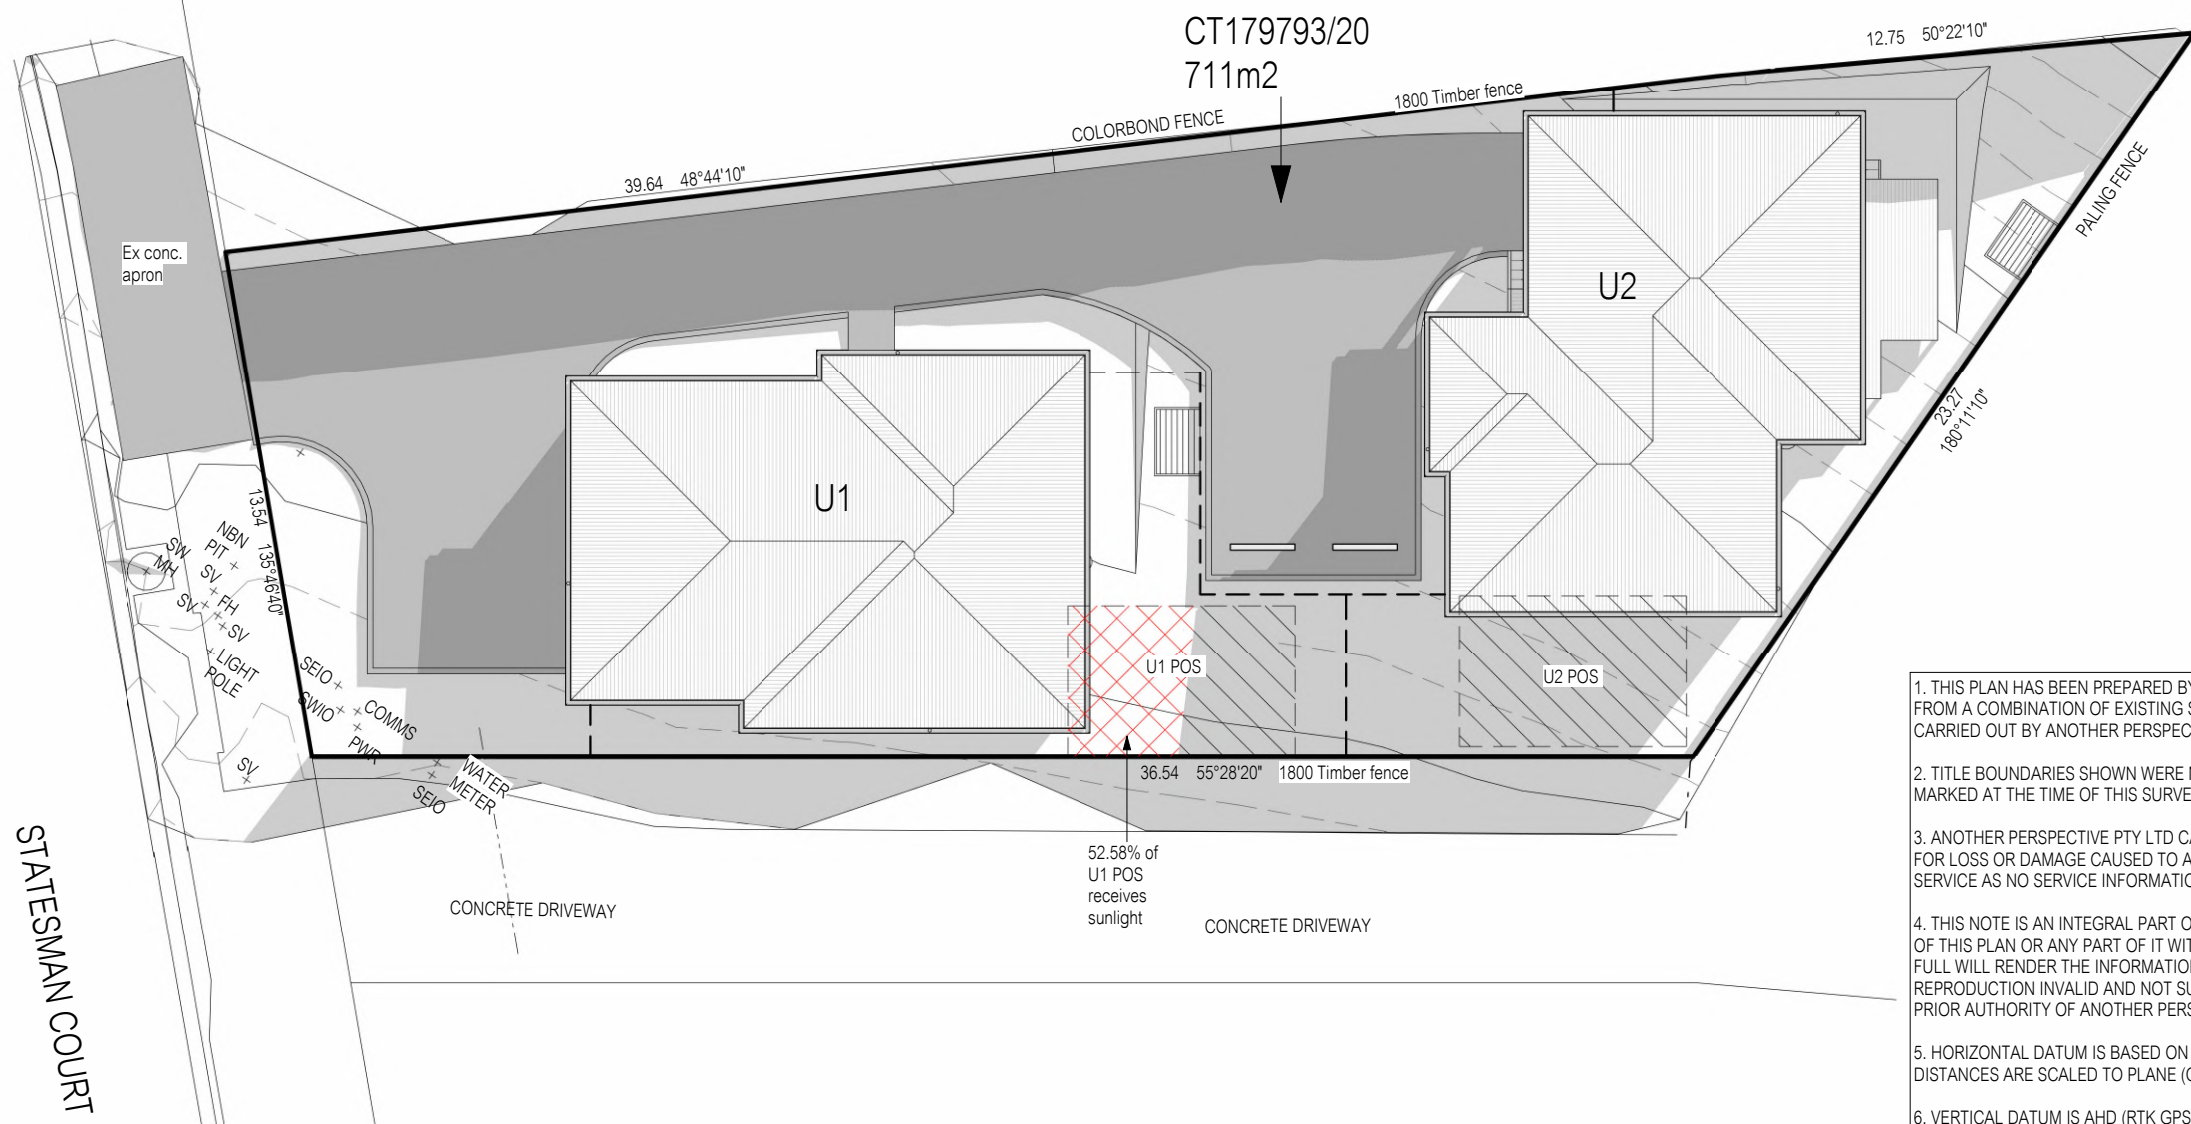 CT179793/20
711m2
12.75 50°22'10"
1800 Timber fence
COLORBOND FENCE
39.64 48°44'10"
PALING FENCE
Ex conc.
apron
U2
23.27
180°11'10"
U1
13.54 135°46'40"
NBN
PIT
SW
MH
SV
SV
FH
SV
LIGHT
POLE
SEIO
SWIO
COMMS
PWR
SV
WATER
METER
SEIO
U1 POS
U2 POS
36.54 55°28'20" 1800 Timber fence
52.58% of
U1 POS
receives
sunlight
CONCRETE DRIVEWAY
CONCRETE DRIVEWAY
STATESMAN COURT
1. THIS PLAN HAS BEEN PREPARED BY
FROM A COMBINATION OF EXISTING
CARRIED OUT BY ANOTHER
2. TITLE BOUNDARIES SHOWN WERE
MARKED AT THE TIME OF THIS
3. ANOTHER PERSPECTIVE PTY LTD
FOR LOSS OR DAMAGE CAUSED TO
SERVICE AS NO SERVICE
4. THIS NOTE IS AN INTEGRAL PART
OF THIS PLAN OR ANY PART OF IT
FULL WILL RENDER THE
REPRODUCTION INVALID AND NOT
PRIOR AUTHORITY OF ANOTHER
5. HORIZONTAL DATUM IS BASED ON
DISTANCES ARE SCALED TO PLANE
6. VERTICAL DATUM IS AHD (RTK GPS